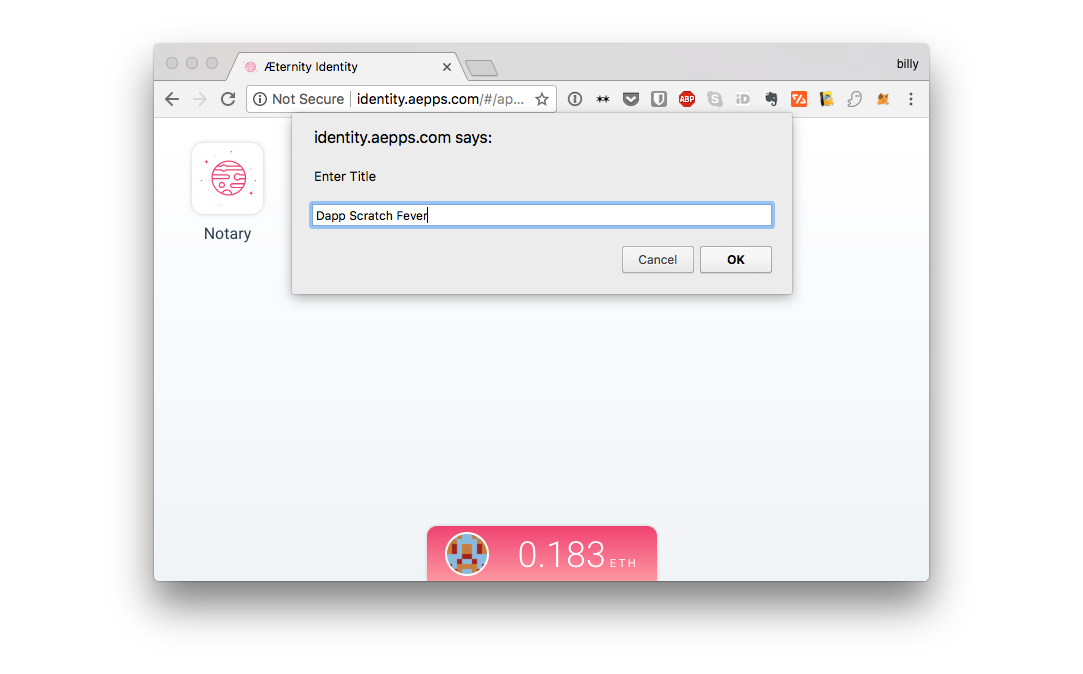 Æternity Identity
billy
Not Secure identity.aepps.com/#/ap...
ABP
iD
identity.aepps.com says:
Enter Title
Dapp Scratch Fever
Cancel OK
Notary
0.183 ETH